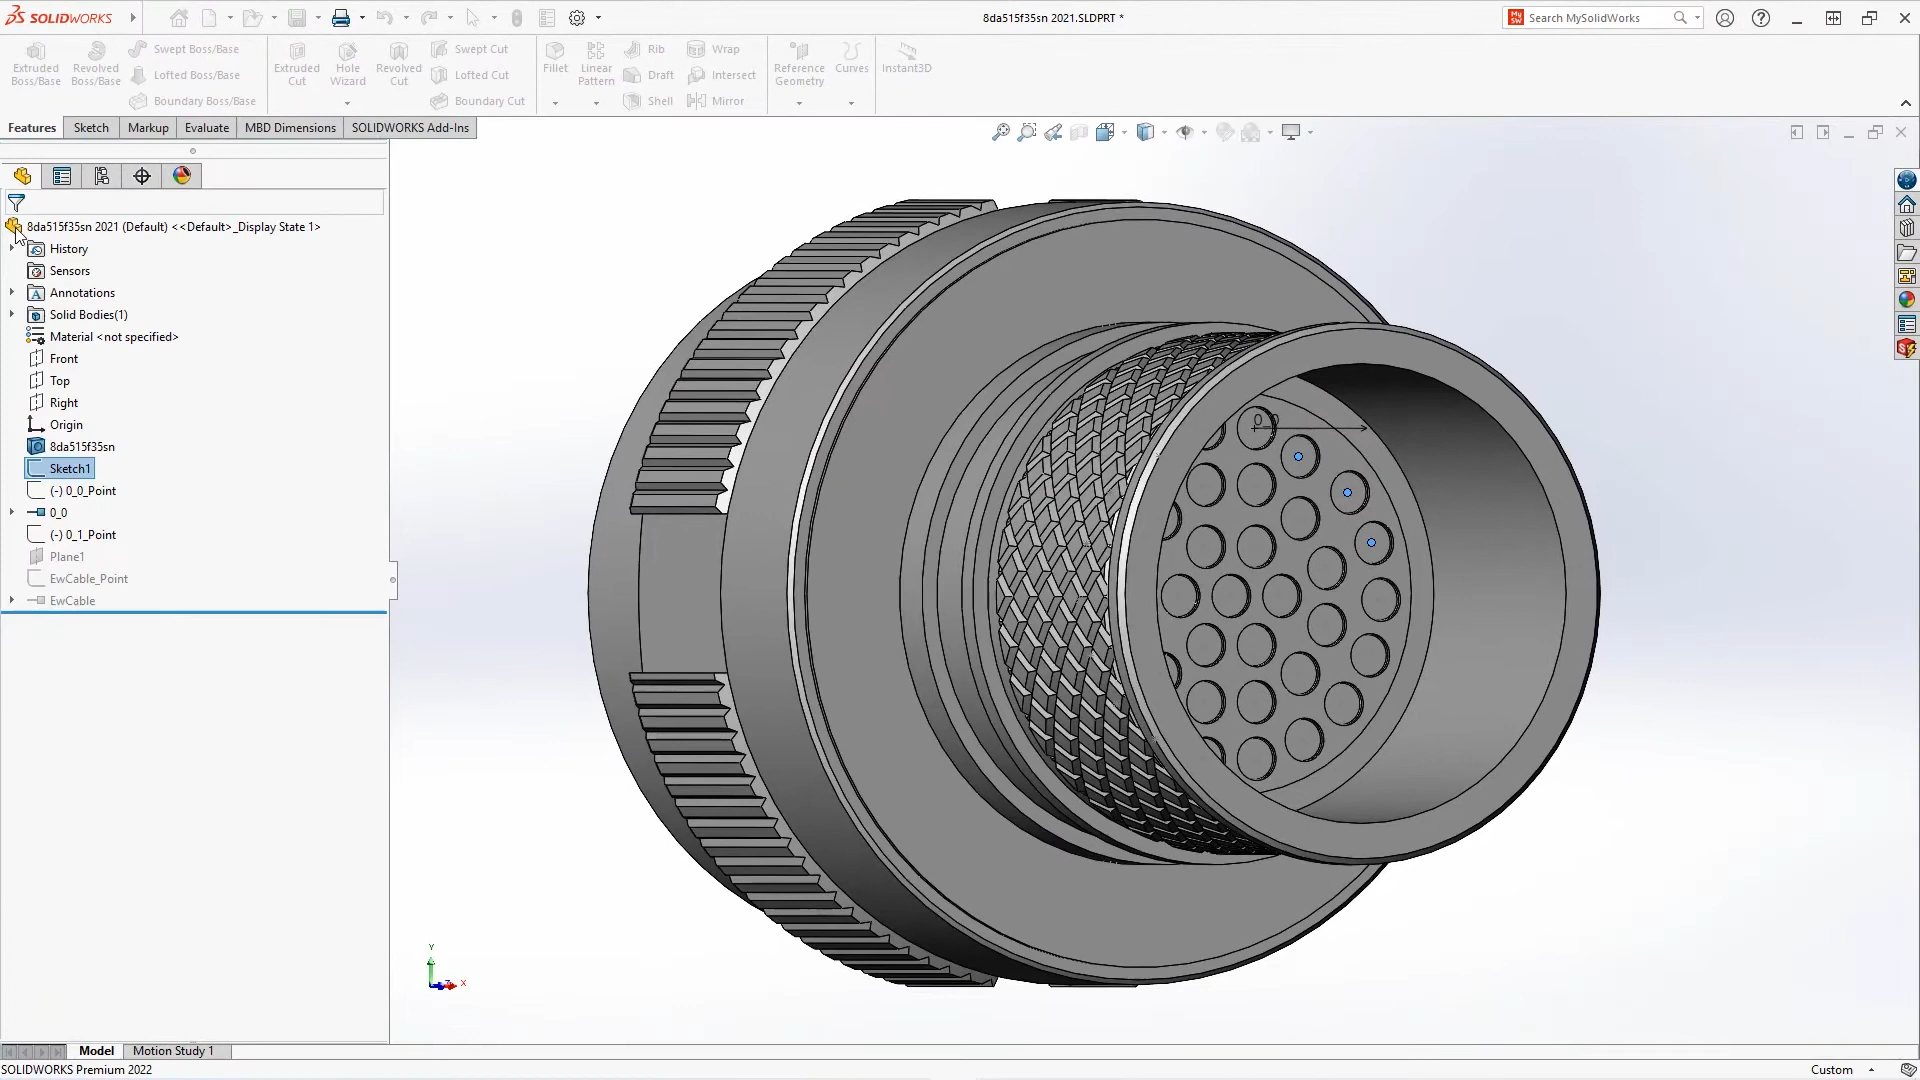 SOLIDWORKS
8da515f35sn 2021.SLDPRT *
Search MySolidWorks
Extruded Boss/Base
Revolved Boss/Base
Swept Boss/Base
Lofted Boss/Base
Boundary Boss/Base
Extruded Cut
Hole Wizard
Revolved Cut
Swept Cut
Lofted Cut
Boundary Cut
Fillet
Linear Pattern
Rib
Draft
Shell
Wrap
Intersect
Mirror
Reference Geometry
Curves
Instant3D
Features
Sketch
Markup
Evaluate
MBD Dimensions
SOLIDWORKS Add-Ins
8da515f35sn 2021 (Default) <<Default>_Display State 1>
History
Sensors
Annotations
Solid Bodies(1)
Material <not specified>
Front
Top
Right
Origin
8da515f35sn
Sketch1
(-) 0_0_Point
0_0
(-) 0_1_Point
Plane1
EwCable_Point
EwCable
0_0
Y
X
Model
Motion Study 1
SOLIDWORKS Premium 2022
Custom